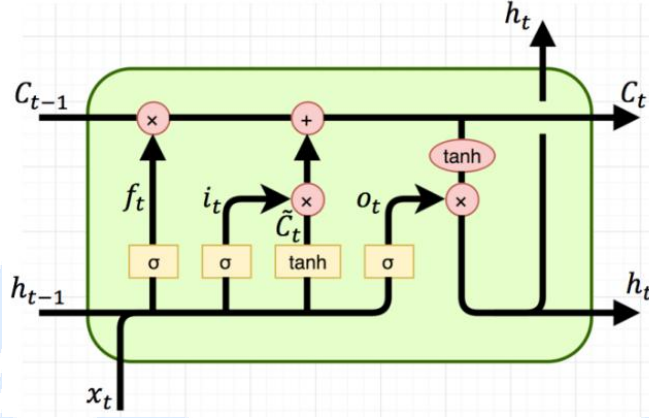 h_t
C_{t-1} × + C_t
tanh
f_t i_t × o_t ×
C̃_t
σ σ tanh σ
h_{t-1} h_t
x_t